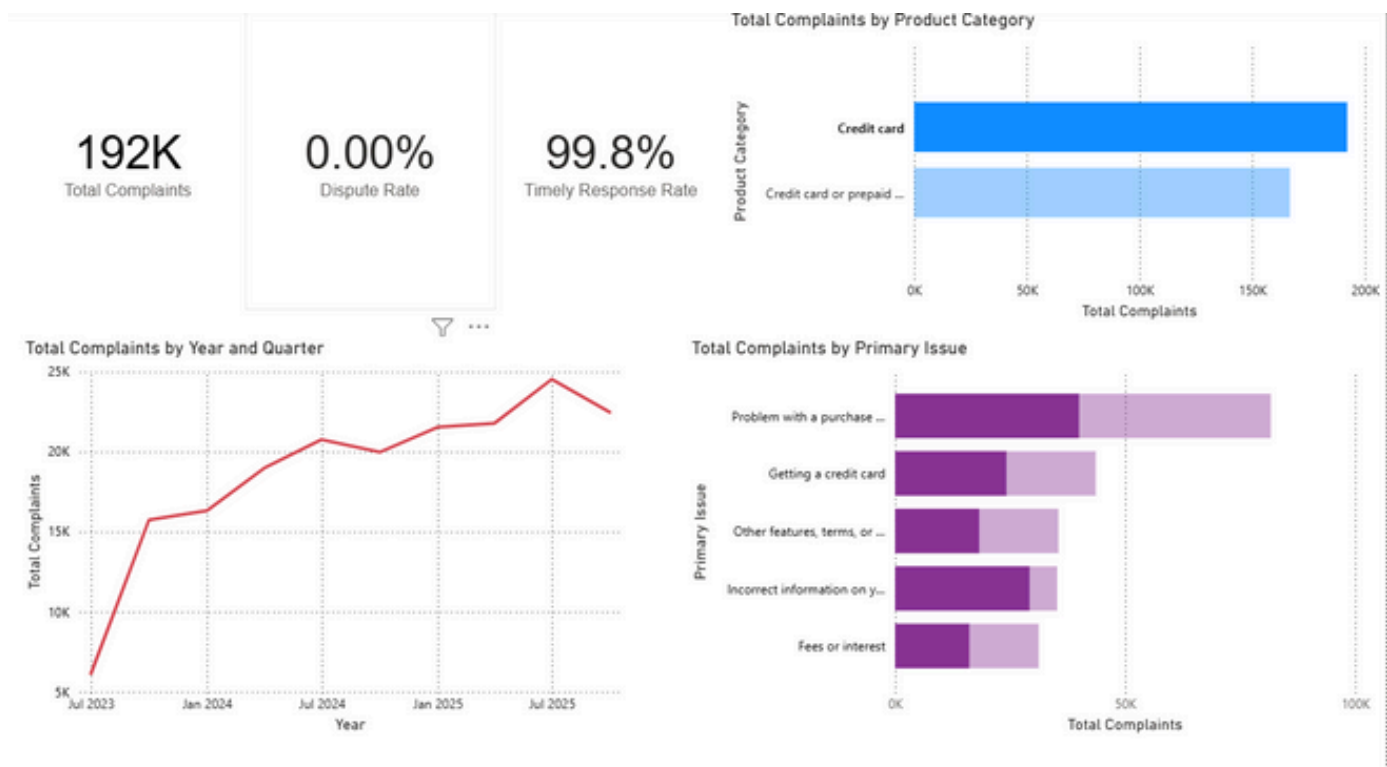 192K
Total Complaints
0.00%
Dispute Rate
99.8%
Timely Response Rate
Total Complaints by Product Category
Product Category
Credit card
Credit card or prepaid ...
0K 50K 100K 150K 200K
Total Complaints
Total Complaints by Year and Quarter
Total Complaints
25K
20K
15K
10K
5K
Jul 2023 Jan 2024 Jul 2024 Jan 2025 Jul 2025
Year
Total Complaints by Primary Issue
Primary Issue
Problem with a purchase ...
Getting a credit card
Other features, terms, or ...
Incorrect information on y...
Fees or interest
0K 50K 100K
Total Complaints